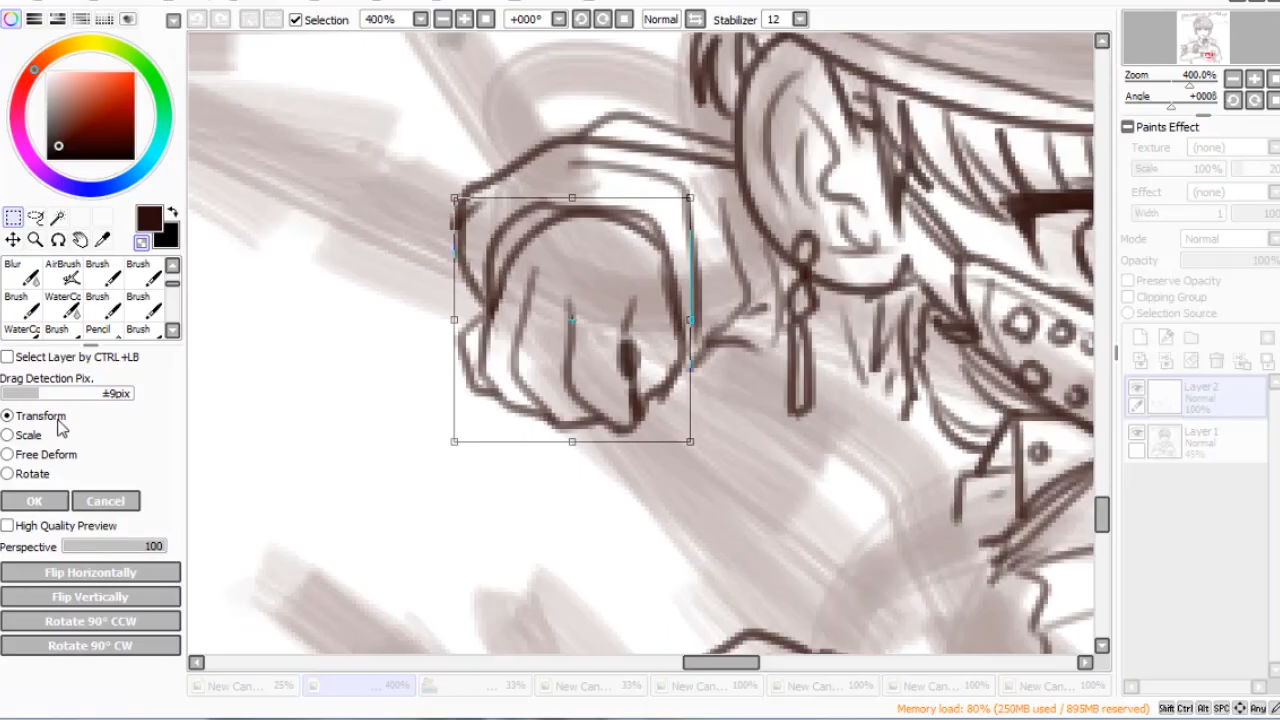 Selection 400% +000° Normal Stabilizer 12
Zoom 400.0%
Angle +0008
Paints Effect
Texture (none)
Scale 100% 20
Effect (none)
Width 1 100
Mode Normal
Opacity 100%
Preserve Opacity
Clipping Group
Selection Source
Layer2
Normal
100%
Layer1
Normal
45%
Blur AirBrush Brush Brush
Brush WaterCo Brush Brush
WaterCo Brush Pencil Brush
Select Layer by CTRL +LB
Drag Detection Pix.
±9pix
Transform
Scale
Free Deform
Rotate
OK Cancel
High Quality Preview
Perspective 100
Flip Horizontally
Flip Vertically
Rotate 90° CCW
Rotate 90° CW
New Can... 25% ... 400% ... 33% New Can... 33% New Can... 100% New Can... 100% New Can... 100% New Can... 100%
Memory load: 80% (250MB used / 895MB reserved) Shift Ctrl Alt SPC Any